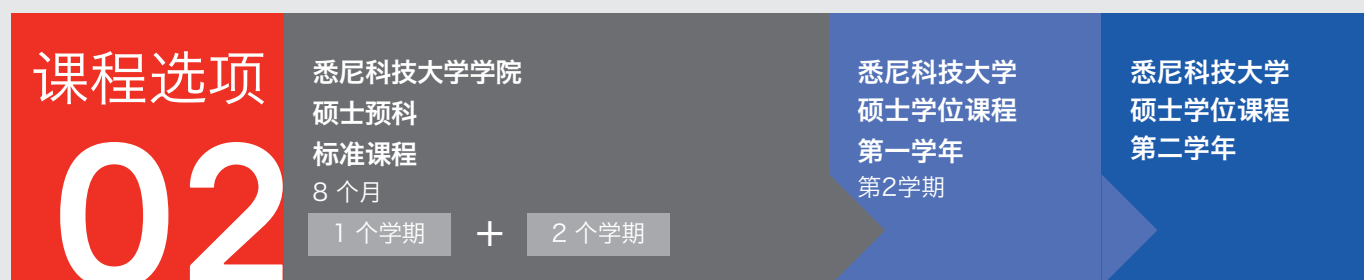 课程选项
02
悉尼科技大学学院
硕士预科
标准课程
8 个月
1 个学期 + 2 个学期
悉尼科技大学
硕士学位课程
第一学年
第2学期
悉尼科技大学
硕士学位课程
第二学年